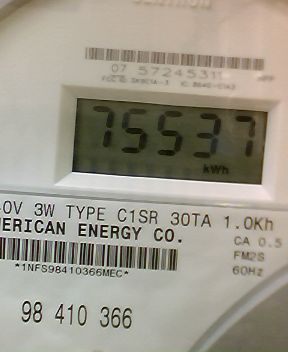 07 57245311
75537
kWh
0V 3W TYPE C1SR 30TA 1.0Kh
ERICAN ENERGY CO.
CA 0.5
FM2S
60Hz
*1NFS98410366MEC*
98 410 366